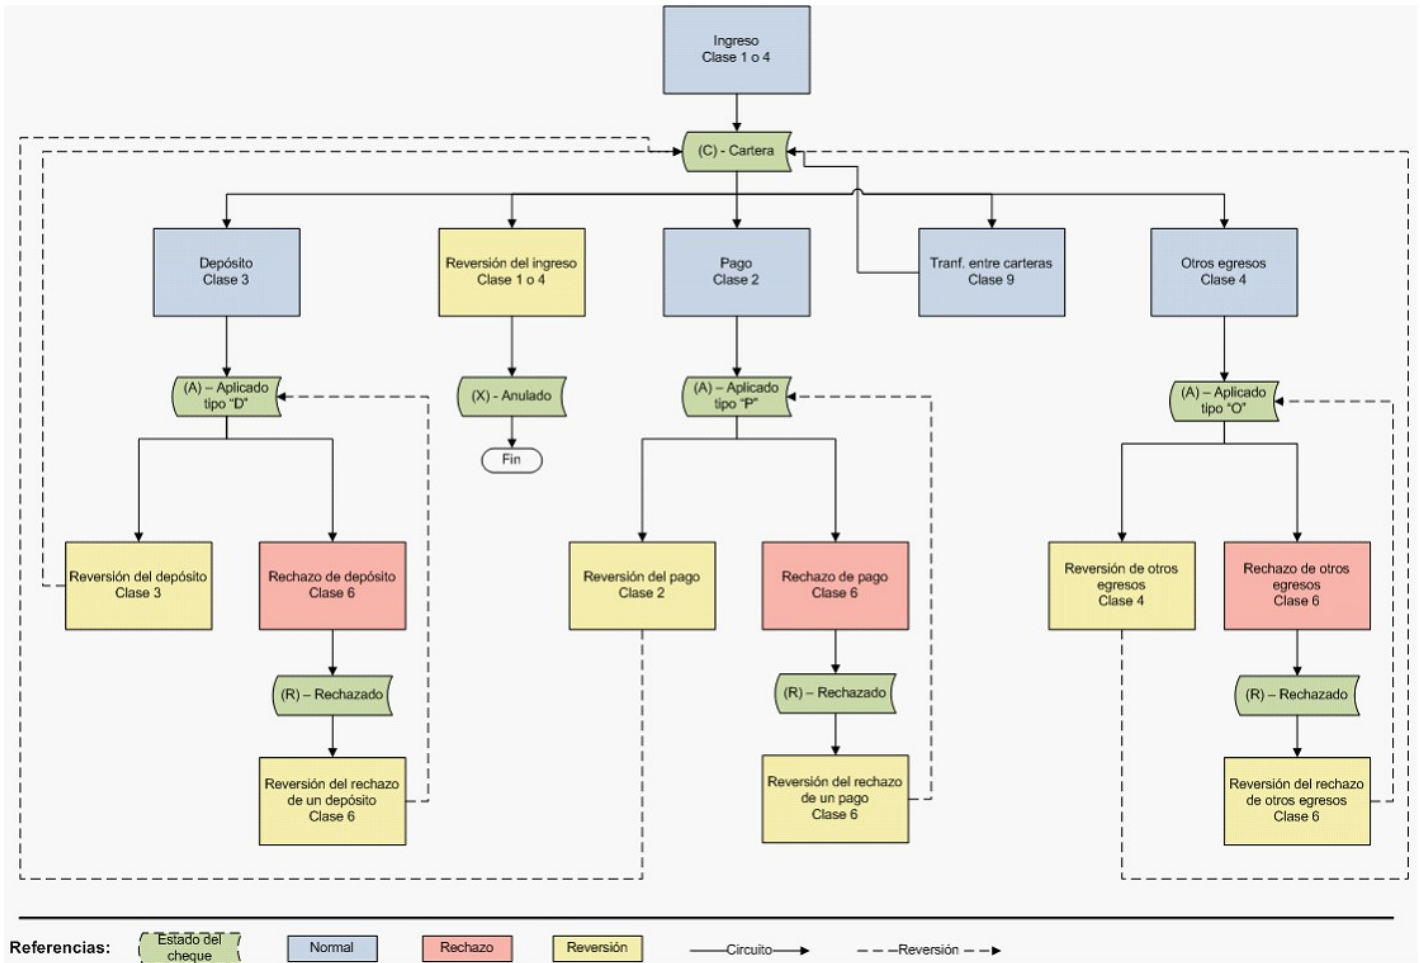 Ingreso
Clase 1 o 4
(C) - Cartera
Depósito
Clase 3
Reversión del ingreso
Clase 1 o 4
Pago
Clase 2
Tranf. entre carteras
Clase 9
Otros egresos
Clase 4
(A) – Aplicado
tipo “D”
(X) - Anulado
(A) – Aplicado
tipo “P”
(A) – Aplicado
tipo “O”
Fin
Reversión del depósito
Clase 3
Rechazo de depósito
Clase 6
Reversión del pago
Clase 2
Rechazo de pago
Clase 6
Reversión de otros
egresos
Clase 4
Rechazo de otros
egresos
Clase 6
(R) – Rechazado
(R) – Rechazado
(R) – Rechazado
Reversión del rechazo
de un depósito
Clase 6
Reversión del rechazo
de un pago
Clase 6
Reversión del rechazo
de otros egresos
Clase 6
Referencias:
Estado del
cheque
Normal
Rechazo
Reversión
Circuito
Reversión